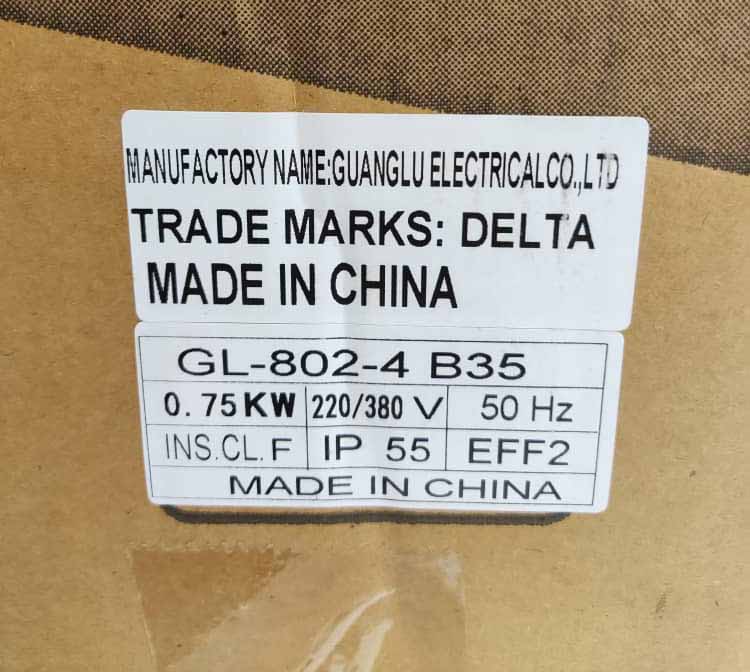 MANUFACTORY NAME:GUANGLU ELECTRICALCO.,LTD
TRADE MARKS: DELTA
MADE IN CHINA
GL-802-4 B35
0.75KW 220/380 V 50 Hz
INS.CL.F IP 55 EFF2
MADE IN CHINA